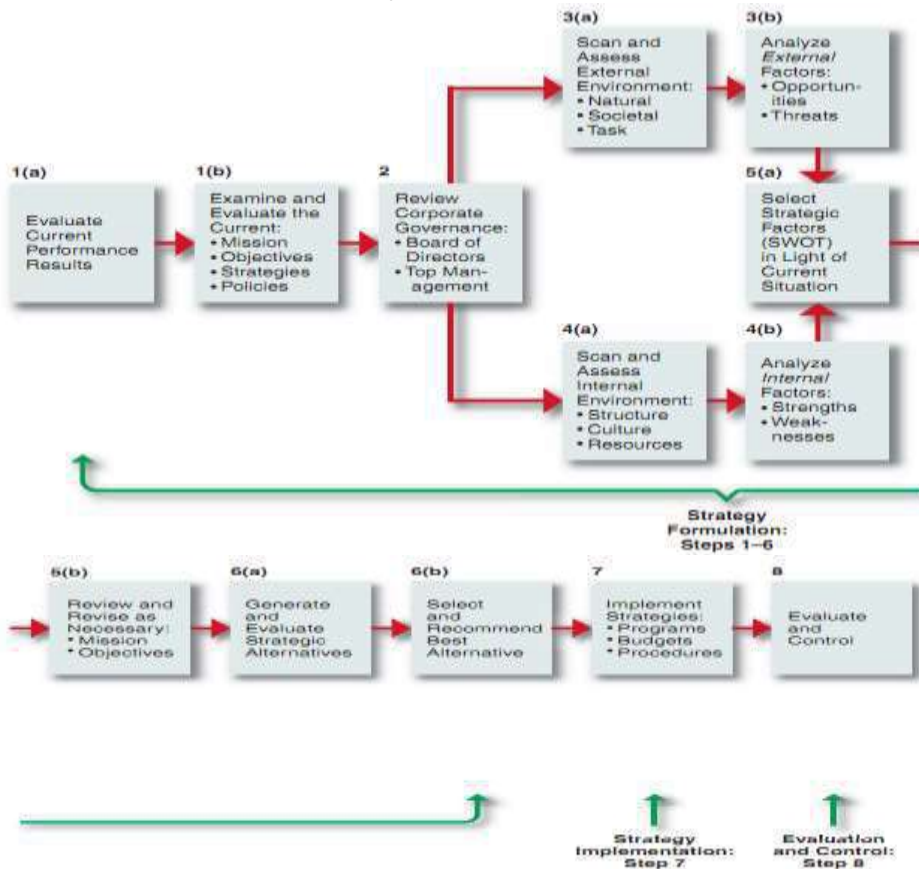 3(a)
Scan and
Assess
External
Environment:
• Natural
• Societal
• Task
3(b)
Analyze
External
Factors:
• Opportun-
ities
• Threats
1(a)
Evaluate
Current
Performance
Results
1(b)
Examine and
Evaluate the
Current:
• Mission
• Objectives
• Strategies
• Policies
2
Review
Corporate
Governance:
• Board of
Directors
• Top Man-
agement
5(a)
Select
Strategic
Factors
(SWOT)
in Light of
Current
Situation
4(a)
Scan and
Assess
Internal
Environment:
• Structure
• Culture
• Resources
4(b)
Analyze
Internal
Factors:
• Strengths
• Weak-
nesses
Strategy
Formulation:
Steps 1–6
5(b)
Review and
Revise as
Necessary:
• Mission
• Objectives
6(a)
Generate
and
Evaluate
Strategic
Alternatives
6(b)
Select
and
Recommend
Best
Alternative
7
Implement
Strategies:
• Programs
• Budgets
• Procedures
8
Evaluate
and
Control
Strategy
Implementation:
Step 7
Evaluation
and Control:
Step 8